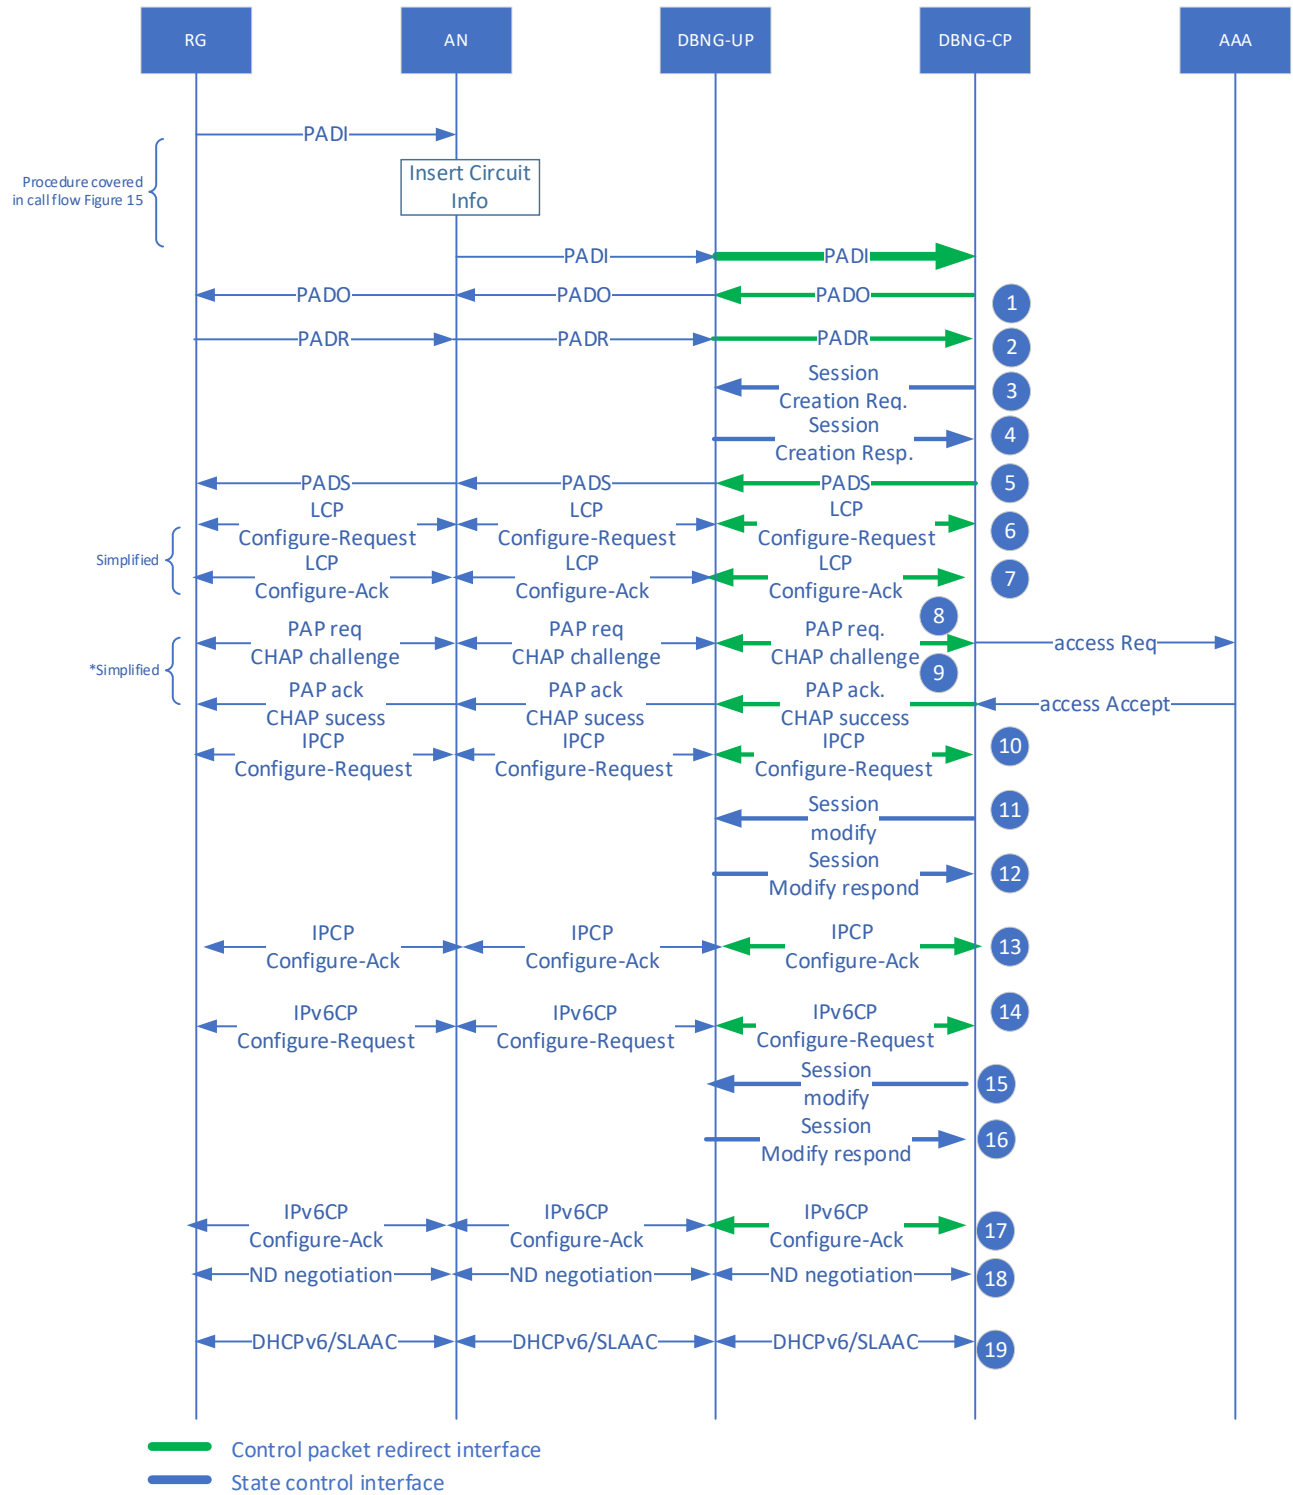 RG AN DBNG-UP DBNG-CP AAA
PADI
Procedure covered
in call flow Figure 15
Insert Circuit
Info
PADI PADI
PADO PADO PADO 1
PADR PADR PADR 2
Session
Creation Req. 3
Session
Creation Resp. 4
PADS PADS PADS 5
LCP LCP LCP
Configure-Request Configure-Request Configure-Request 6
Simplified
LCP LCP LCP
Configure-Ack Configure-Ack Configure-Ack 7
8
PAP req PAP req PAP req. access Req
CHAP challenge CHAP challenge CHAP challenge
*Simplified
9
PAP ack PAP ack PAP ack. access Accept
CHAP sucess CHAP sucess CHAP success
IPCP IPCP IPCP 10
Configure-Request Configure-Request Configure-Request
Session 11
modify
Session 12
Modify respond
IPCP IPCP IPCP 13
Configure-Ack Configure-Ack Configure-Ack
IPv6CP IPv6CP IPv6CP 14
Configure-Request Configure-Request Configure-Request
Session 15
modify
Session 16
Modify respond
IPv6CP IPv6CP IPv6CP 17
Configure-Ack Configure-Ack Configure-Ack
ND negotiation ND negotiation ND negotiation 18
DHCPv6/SLAAC DHCPv6/SLAAC DHCPv6/SLAAC 19
Control packet redirect interface
State control interface